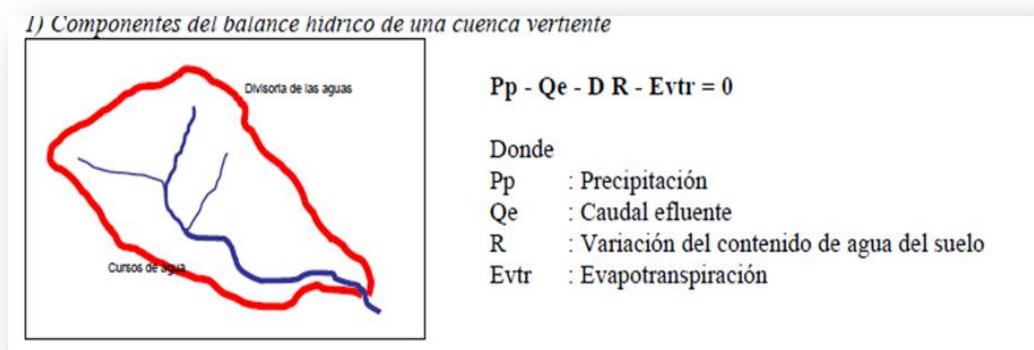 1) Componentes del balance hídrico de una cuenca vertiente
Divisoria de las aguas
Cursos de agua
Pp - Qe - D R - Evtr = 0
Donde
Pp : Precipitación
Qe : Caudal efluente
R : Variación del contenido de agua del suelo
Evtr : Evapotranspiración